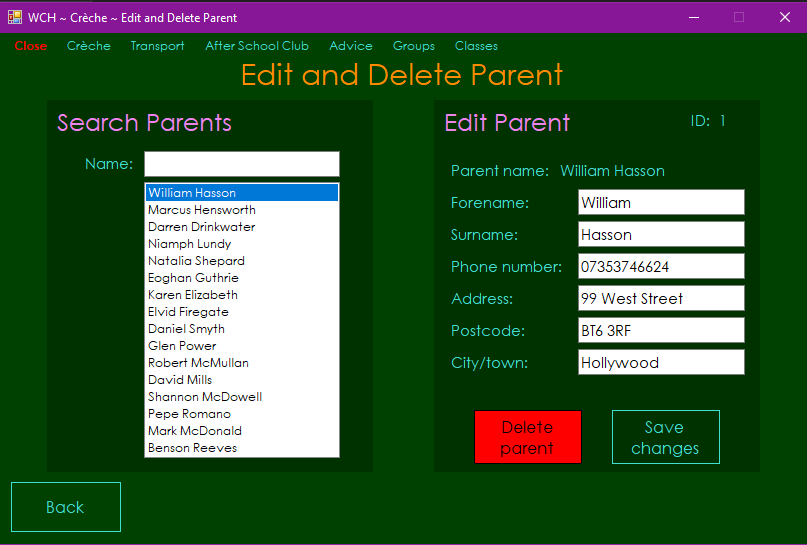 WCH ~ Crèche ~ Edit and Delete Parent
Close Crèche Transport After School Club Advice Groups Classes
Edit and Delete Parent
Search Parents
Name:
William Hasson
Marcus Hensworth
Darren Drinkwater
Niamph Lundy
Natalia Shepard
Eoghan Guthrie
Karen Elizabeth
Elvid Firegate
Daniel Smyth
Glen Power
Robert McMullan
David Mills
Shannon McDowell
Pepe Romano
Mark McDonald
Benson Reeves
Edit Parent
ID: 1
Parent name: William Hasson
Forename: William
Surname: Hasson
Phone number: 07353746624
Address: 99 West Street
Postcode: BT6 3RF
City/town: Hollywood
Delete
parent
Save
changes
Back